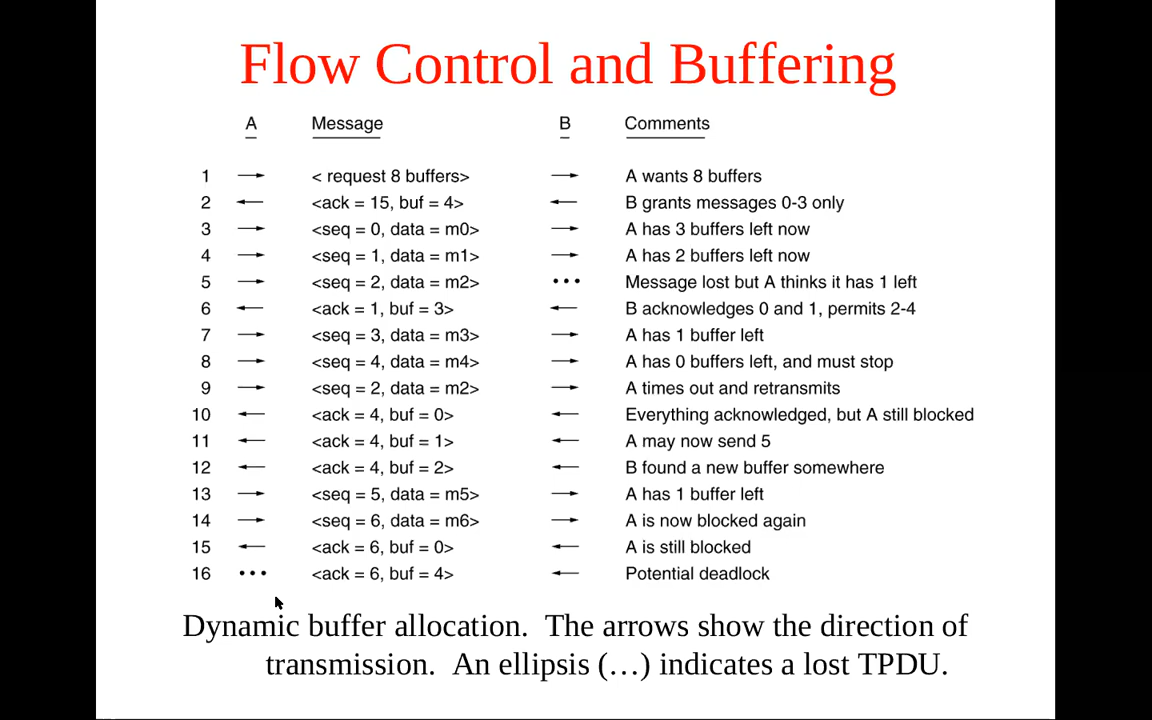 Flow Control and Buffering
A Message B Comments
1 → < request 8 buffers> → A wants 8 buffers
2 ← <ack = 15, buf = 4> ← B grants messages 0-3 only
3 → <seq = 0, data = m0> → A has 3 buffers left now
4 → <seq = 1, data = m1> → A has 2 buffers left now
5 → <seq = 2, data = m2> ••• Message lost but A thinks it has 1 left
6 ← <ack = 1, buf = 3> ← B acknowledges 0 and 1, permits 2-4
7 → <seq = 3, data = m3> → A has 1 buffer left
8 → <seq = 4, data = m4> → A has 0 buffers left, and must stop
9 → <seq = 2, data = m2> → A times out and retransmits
10 ← <ack = 4, buf = 0> ← Everything acknowledged, but A still blocked
11 ← <ack = 4, buf = 1> ← A may now send 5
12 ← <ack = 4, buf = 2> ← B found a new buffer somewhere
13 → <seq = 5, data = m5> → A has 1 buffer left
14 → <seq = 6, data = m6> → A is now blocked again
15 ← <ack = 6, buf = 0> ← A is still blocked
16 ••• <ack = 6, buf = 4> ← Potential deadlock
Dynamic buffer allocation. The arrows show the direction of
transmission. An ellipsis (…) indicates a lost TPDU.